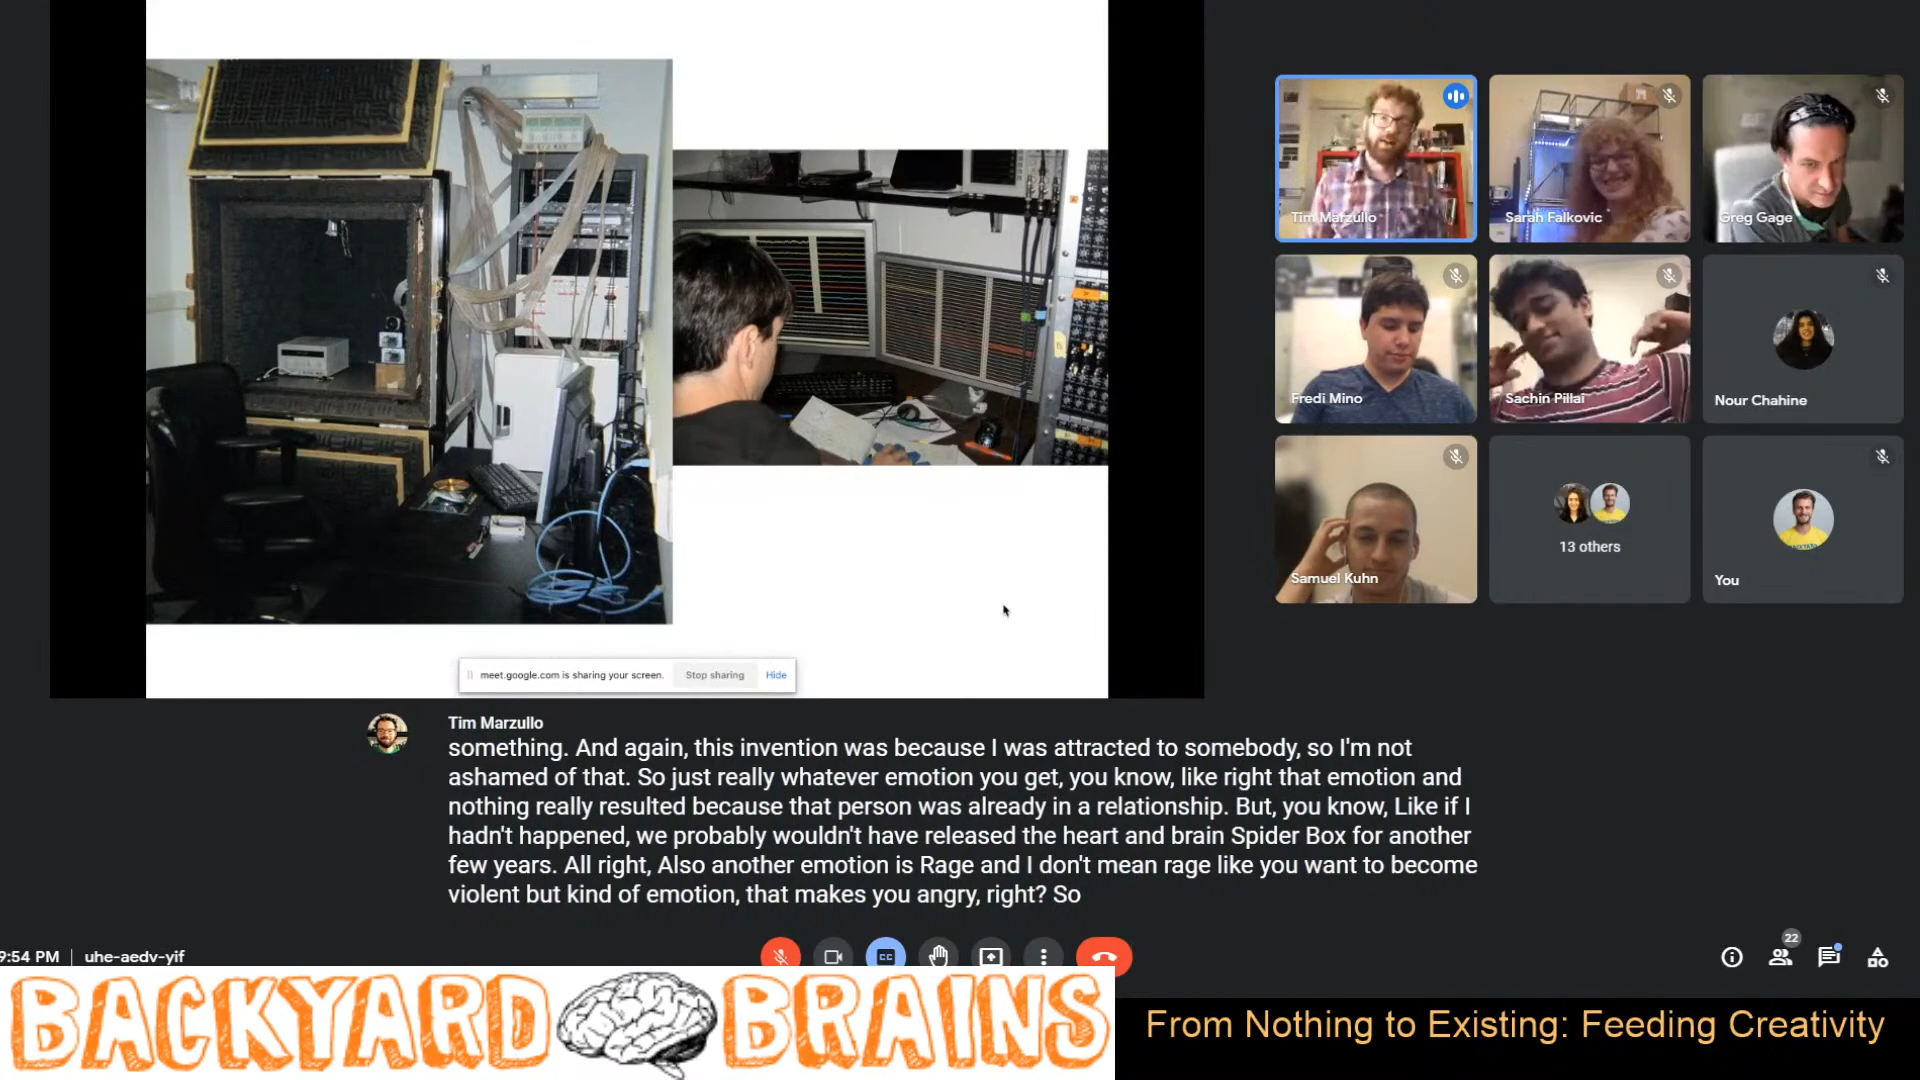 Tim Marzullo
Sarah Falkovic
Greg Gage
Fredi Mino
Sachin Pillai
Nour Chahine
Samuel Kuhn
13 others
You
meet.google.com is sharing your screen.
Stop sharing
Hide
Tim Marzullo
something. And again, this invention was because I was attracted to somebody, so I'm not
ashamed of that. So just really whatever emotion you get, you know, like right that emotion and
nothing really resulted because that person was already in a relationship. But, you know, Like if I
hadn't happened, we probably wouldn't have released the heart and brain Spider Box for another
few years. All right, Also another emotion is Rage and I don't mean rage like you want to become
violent but kind of emotion, that makes you angry, right? So
9:54 PM | uhe-aedv-yif
CC
22
BACKYARD BRAINS
From Nothing to Existing: Feeding Creativity